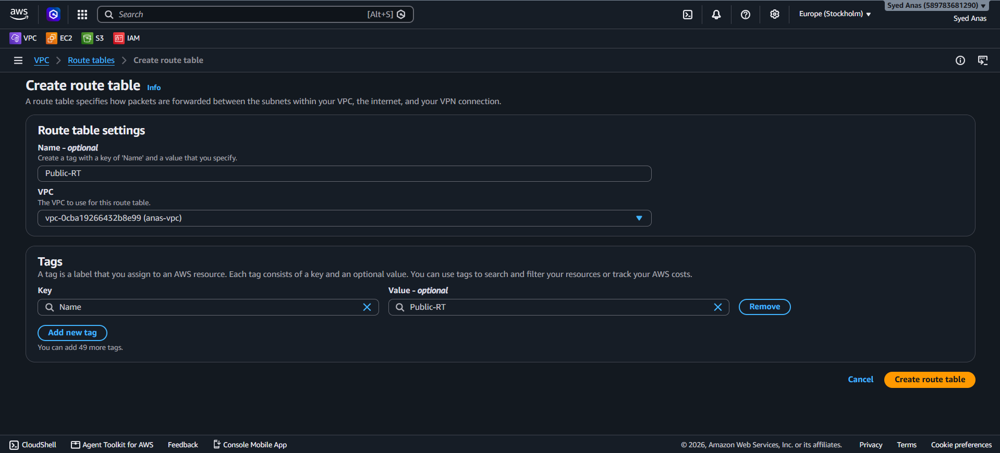 aws
Search [Alt+S]
Europe (Stockholm)
Syed Anas (589783681290)
Syed Anas
VPC EC2 S3 IAM
VPC Route tables Create route table
Create route table Info
A route table specifies how packets are forwarded between the subnets within your VPC, the internet, and your VPN connection.
Route table settings
Name - optional
Create a tag with a key of 'Name' and a value that you specify.
Public-RT
VPC
The VPC to use for this route table.
vpc-0cba19266432b8e99 (anas-vpc)
Tags
A tag is a label that you assign to an AWS resource. Each tag consists of a key and an optional value. You can use tags to search and filter your resources or track your AWS costs.
Key Value - optional
Name Public-RT Remove
Add new tag
You can add 49 more tags.
Cancel Create route table
CloudShell Agent Toolkit for AWS Feedback Console Mobile App © 2026, Amazon Web Services, Inc. or its affiliates. Privacy Terms Cookie preferences